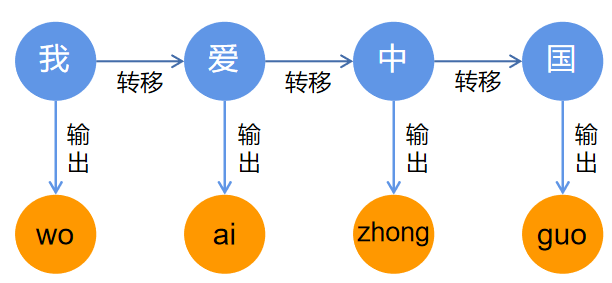 我 爱 中 国
转移 转移 转移
输出 输出 输出 输出
wo ai zhong guo